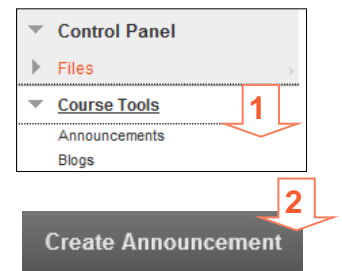 Control Panel
Files
Course Tools
1
Announcements
Blogs
2
Create Announcement